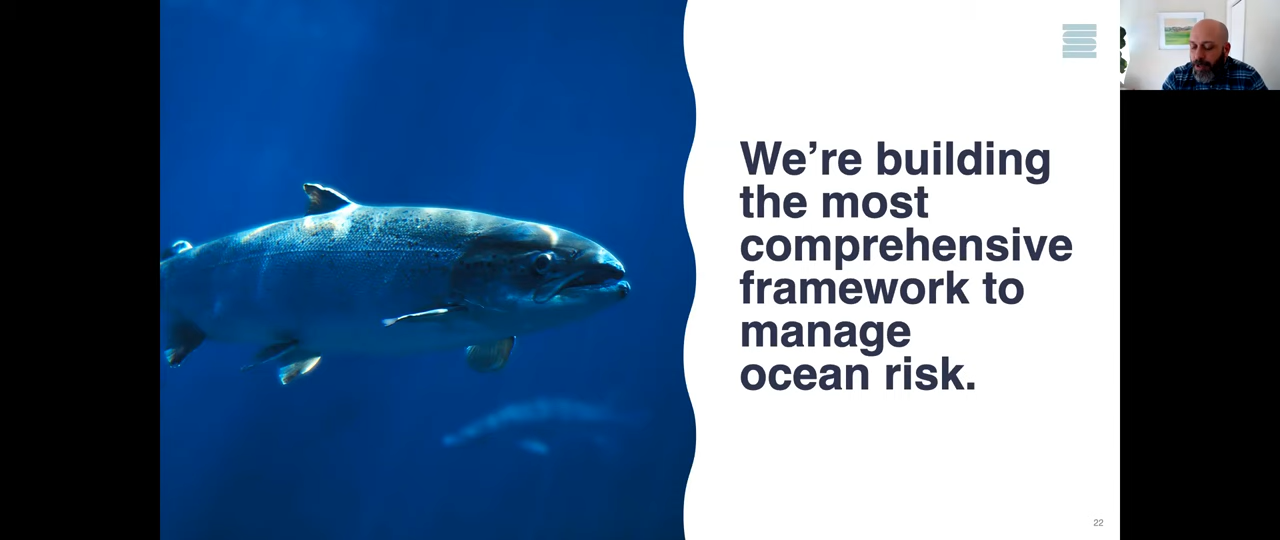 We’re building
the most
comprehensive
framework to
manage
ocean risk.
22